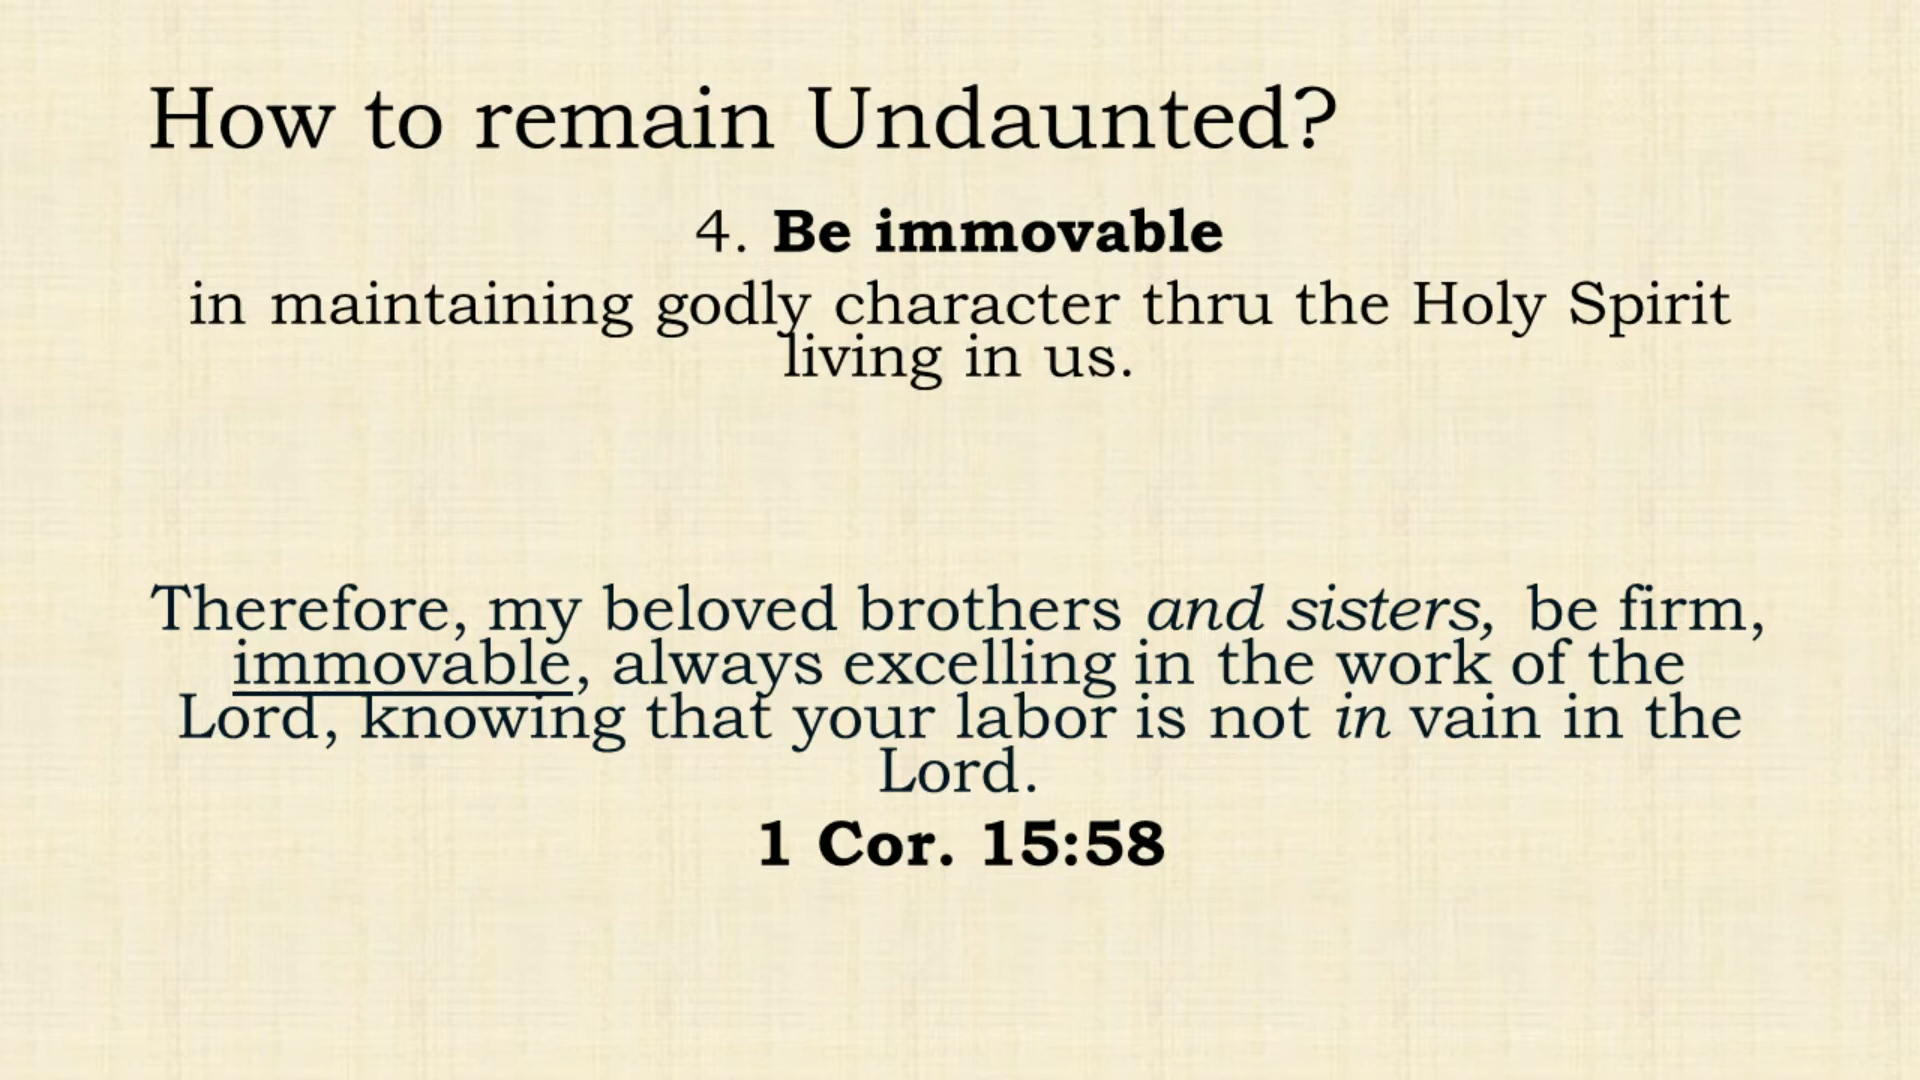 How to remain Undaunted?
4. Be immovable
in maintaining godly character thru the Holy Spirit
living in us.
Therefore, my beloved brothers and sisters, be firm,
immovable, always excelling in the work of the
Lord, knowing that your labor is not in vain in the
Lord.
1 Cor. 15:58